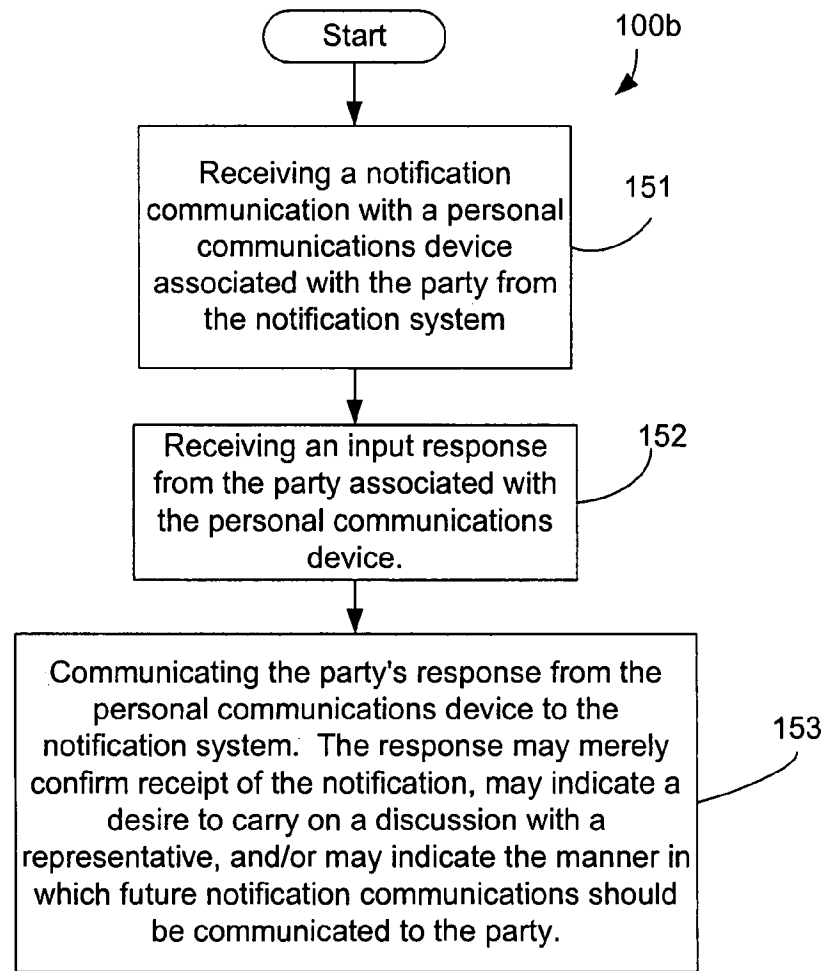 Start
100b
Receiving a notification
communication with a personal
communications device
associated with the party from
the notification system
151
Receiving an input response
from the party associated with
the personal communications
device.
152
Communicating the party's response from the
personal communications device to the
notification system.  The response may merely
confirm receipt of the notification, may indicate a
desire to carry on a discussion with a
representative, and/or may indicate the manner in
which future notification communications should
be communicated to the party.
153